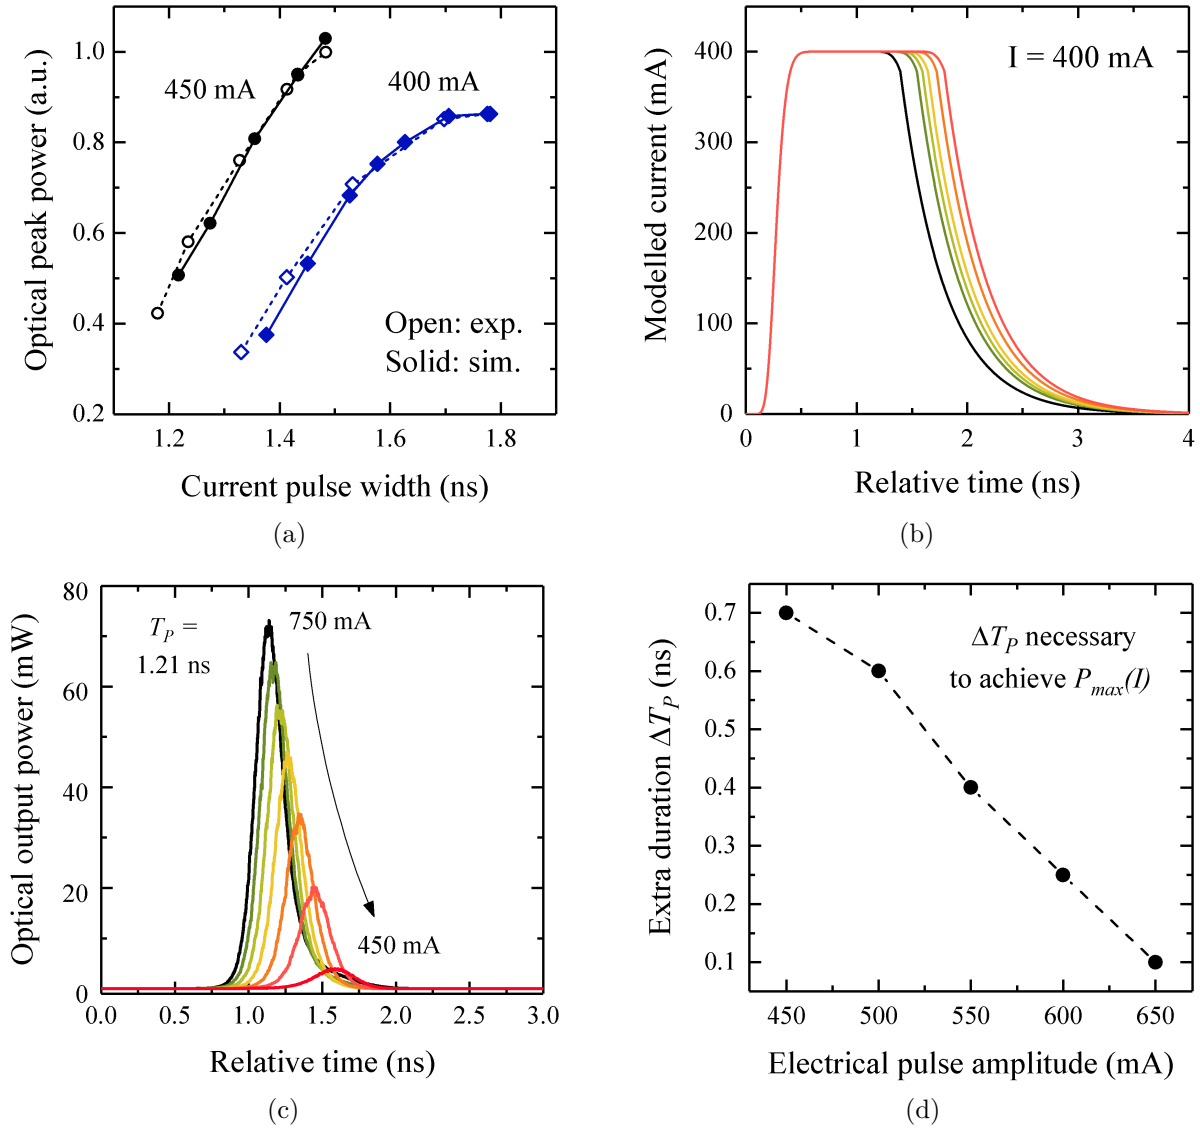 1.0
0.8
0.6
0.4
0.2
1.2
1.4
1.6
1.8
450 mA
400 mA
Open: exp.
Solid: sim.
Optical peak power (a.u.)
Current pulse width (ns)
(a)
400
300
200
100
0
0
1
2
3
4
I = 400 mA
Modelled current (mA)
Relative time (ns)
(b)
80
60
40
20
0
0.0
0.5
1.0
1.5
2.0
2.5
3.0
T_P =
1.21 ns
750 mA
450 mA
Optical output power (mW)
Relative time (ns)
(c)
0.7
0.6
0.5
0.4
0.3
0.2
0.1
450
500
550
600
650
ΔT_P necessary
to achieve P_max(I)
Extra duration ΔT_P (ns)
Electrical pulse amplitude (mA)
(d)